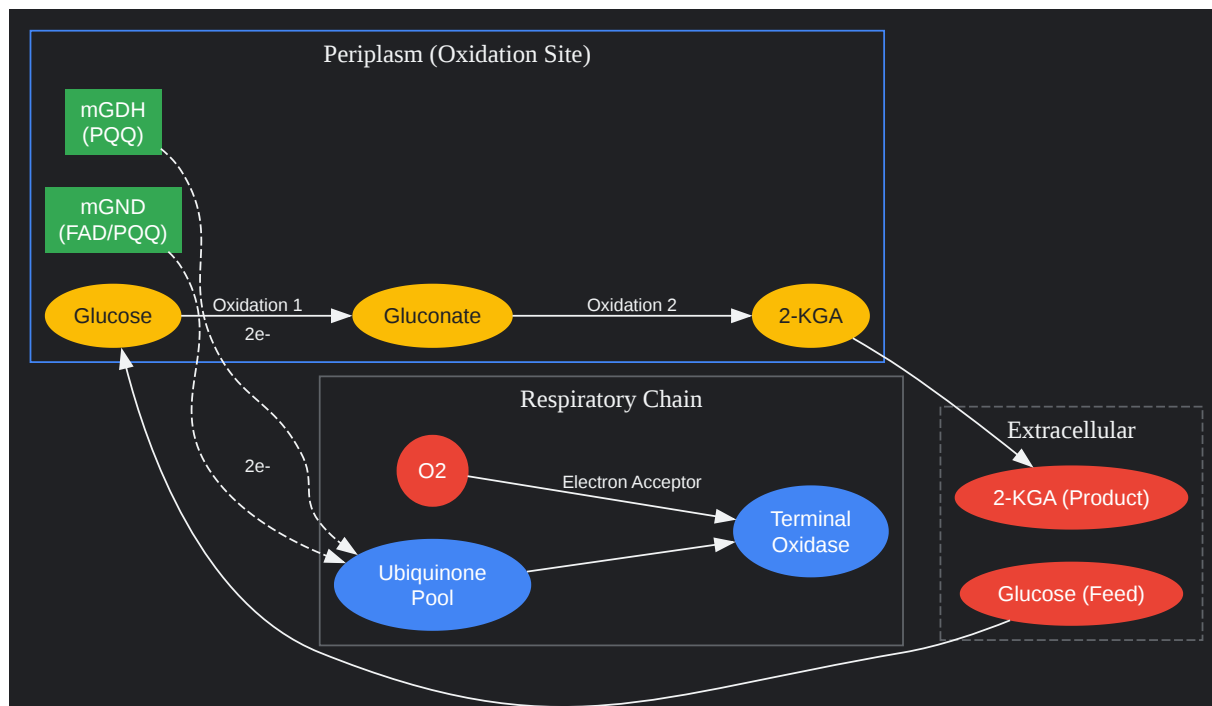 Periplasm (Oxidation Site)
mGDH
(PQQ)
mGND
(FAD/PQQ)
Glucose
Oxidation 1
Gluconate
Oxidation 2
2-KGA
2e-
Respiratory Chain
Extracellular
O2
2e-
Electron Acceptor
2-KGA (Product)
Terminal
Oxidase
Ubiquinone
Pool
Glucose (Feed)